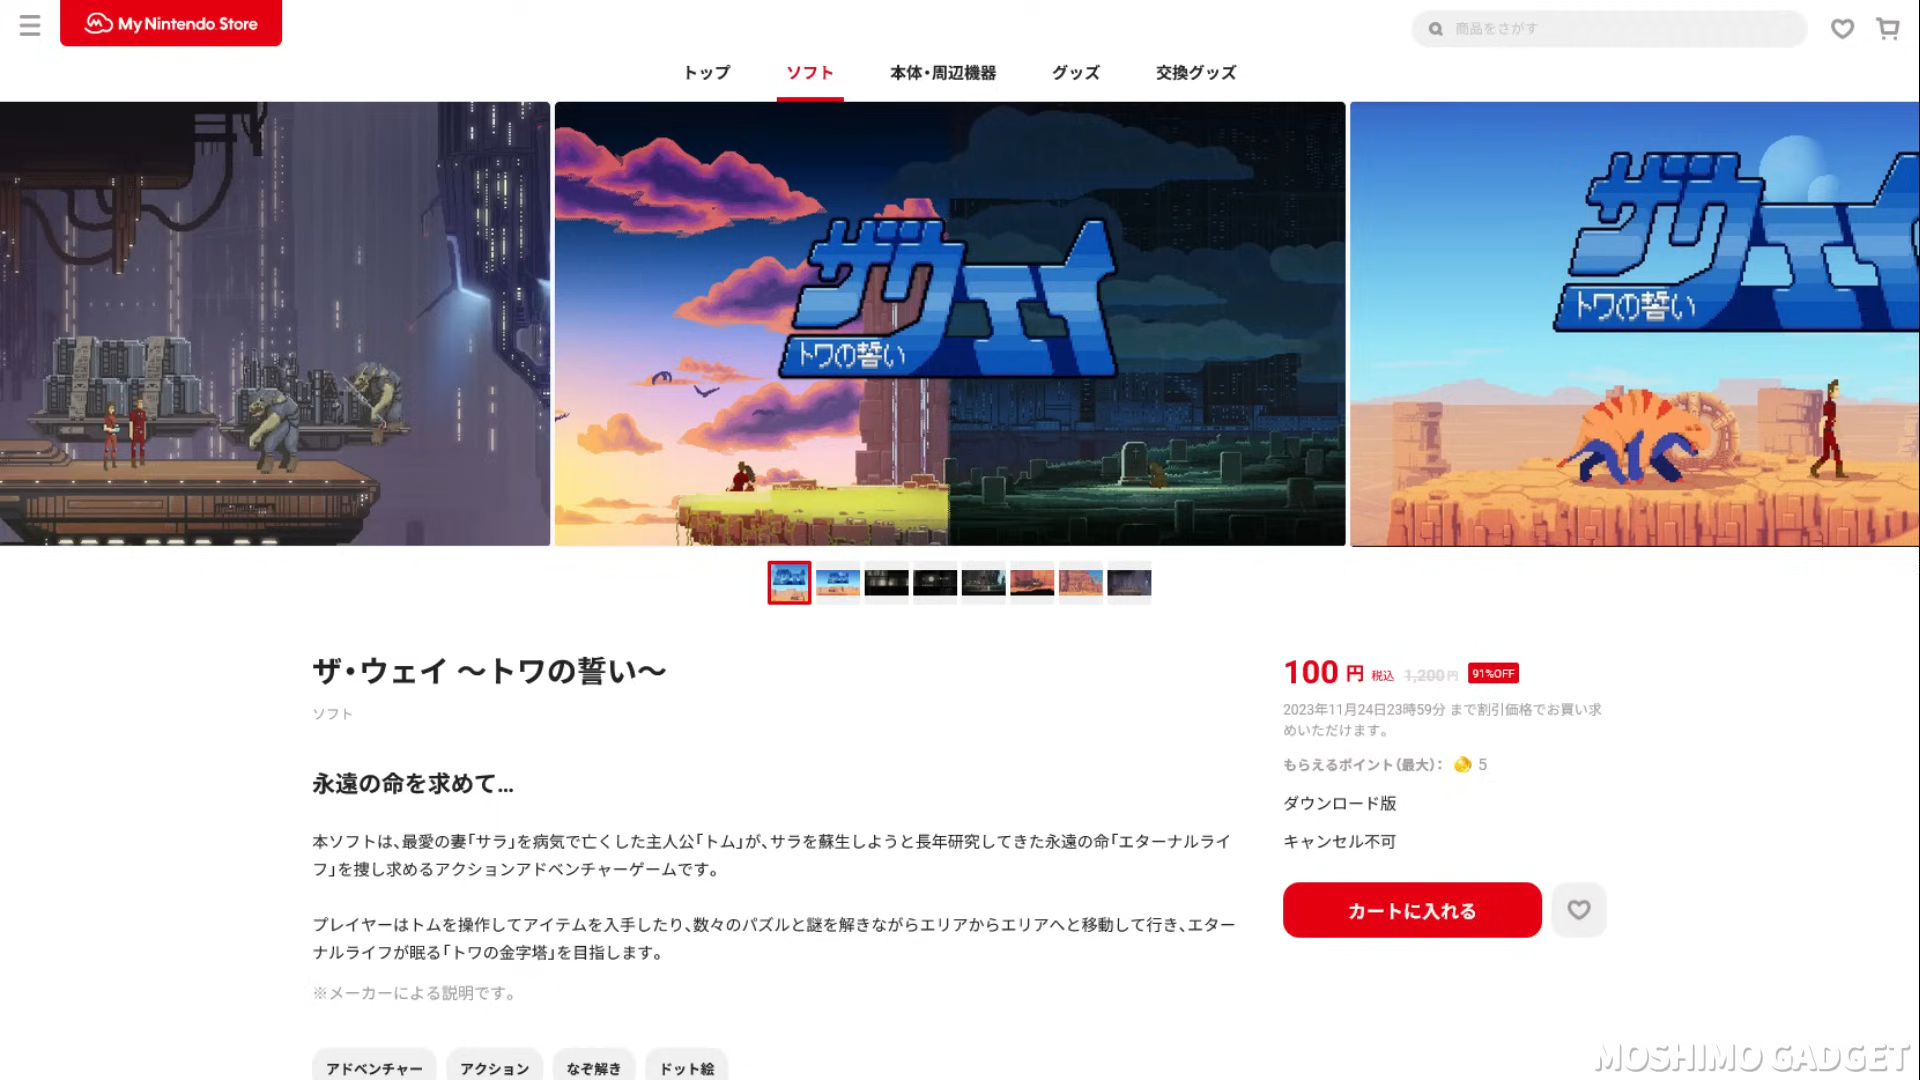 My Nintendo Store
商品をさがす
トップ
ソフト
本体・周辺機器
グッズ
交換グッズ
ザウェイ
トワの誓い
ザウェイ
トワの誓い
ザ・ウェイ 〜トワの誓い〜
ソフト
100 円 税込 1,200円 91%OFF
2023年11月24日23時59分 まで割引価格でお買い求
めいただけます。
もらえるポイント(最大): 5
ダウンロード版
キャンセル不可
カートに入れる
永遠の命を求めて…
本ソフトは、最愛の妻「サラ」を病気で亡くした主人公「トム」が、サラを蘇生しようと長年研究してきた永遠の命「エターナルライ
フ」を捜し求めるアクションアドベンチャーゲームです。
プレイヤーはトムを操作してアイテムを入手したり、数々のパズルと謎を解きながらエリアからエリアへと移動して行き、エター
ナルライフが眠る「トワの金字塔」を目指します。
※メーカーによる説明です。
アドベンチャー
アクション
なぞ解き
ドット絵
MOSHIMO GADGET